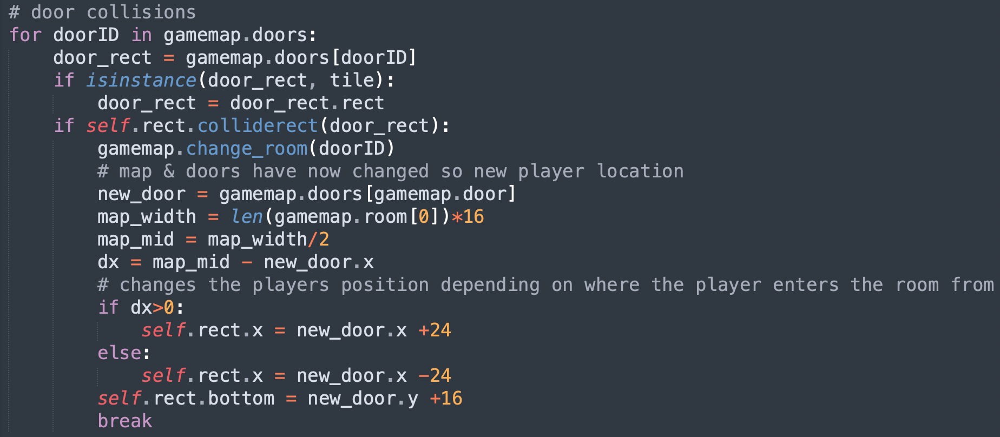 # door collisions
for doorID in gamemap.doors:
    door_rect = gamemap.doors[doorID]
    if isinstance(door_rect, tile):
        door_rect = door_rect.rect
    if self.rect.colliderect(door_rect):
        gamemap.change_room(doorID)
        # map & doors have now changed so new player location
        new_door = gamemap.doors[gamemap.door]
        map_width = len(gamemap.room[0])*16
        map_mid = map_width/2
        dx = map_mid - new_door.x
        # changes the players position depending on where the player enters the room from
        if dx>0:
            self.rect.x = new_door.x +24
        else:
            self.rect.x = new_door.x -24
        self.rect.bottom = new_door.y +16
        break